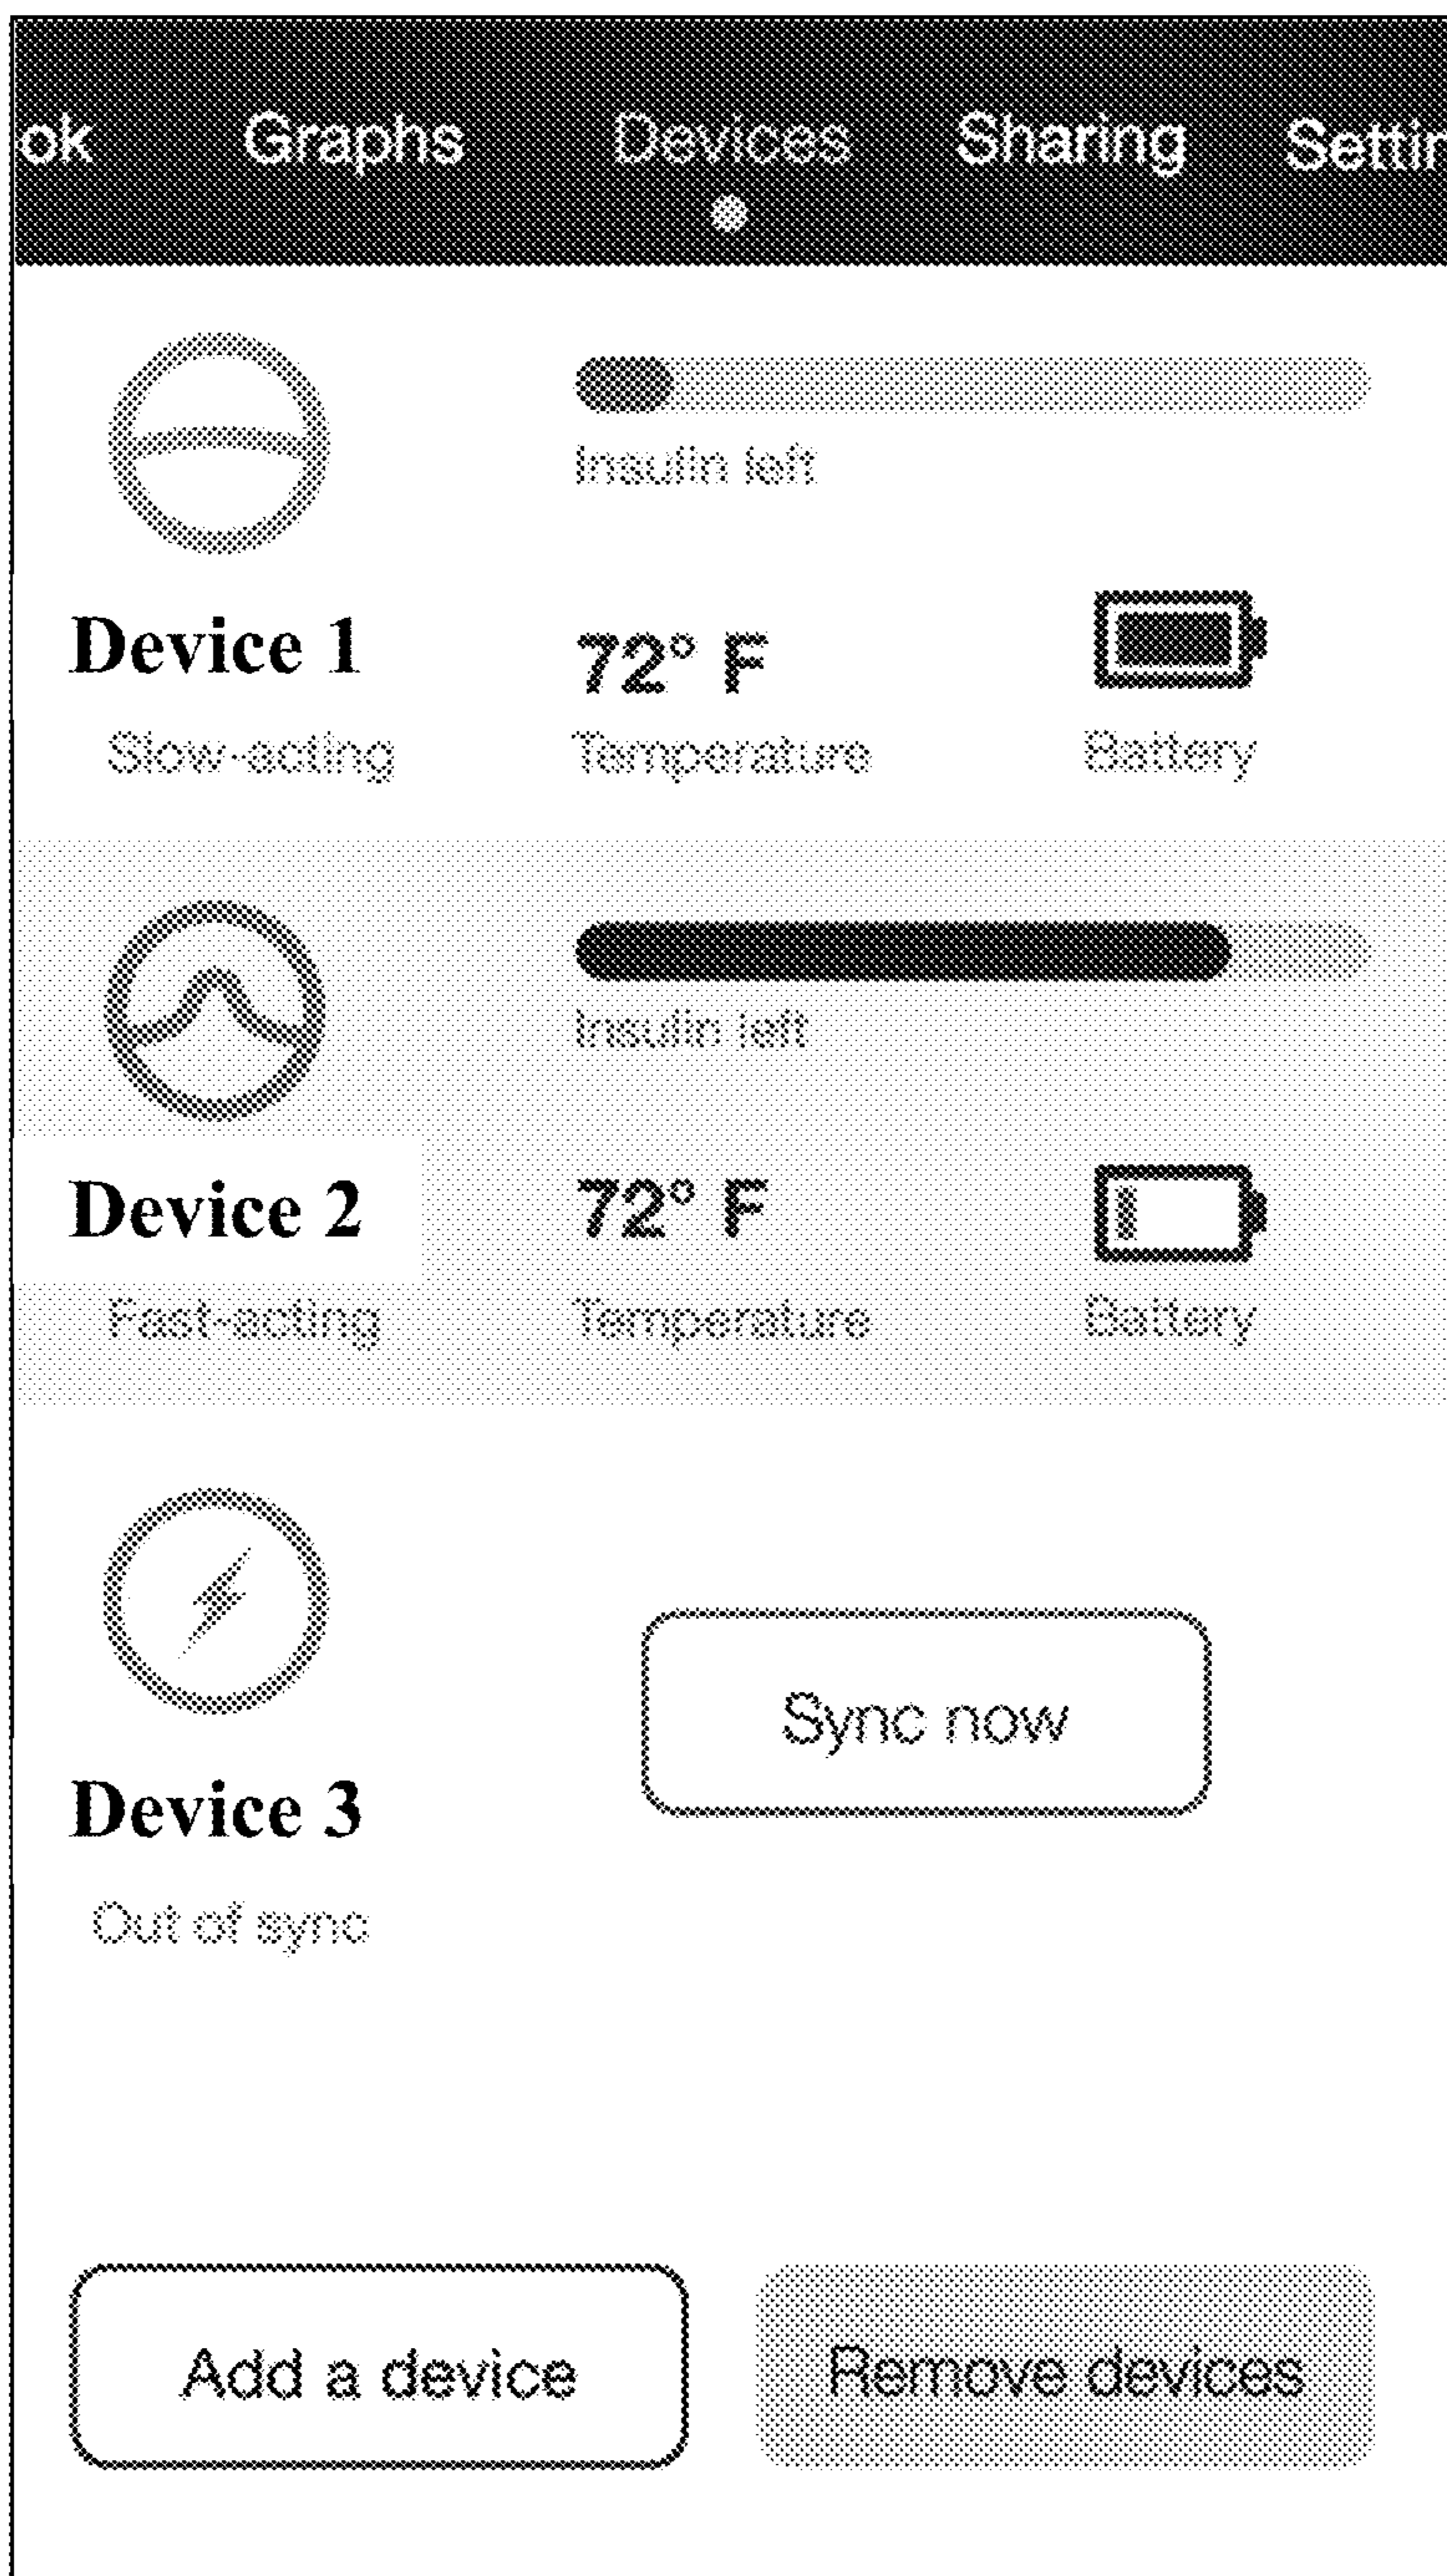 ok Graphs Devices Sharing Settin
Insulin left
Device 1 72° F
Slow-acting Temperature Battery
Insulin left
Device 2 72° F
Fast-acting Temperature Battery
Sync now
Device 3
Out of sync
Add a device Remove devices